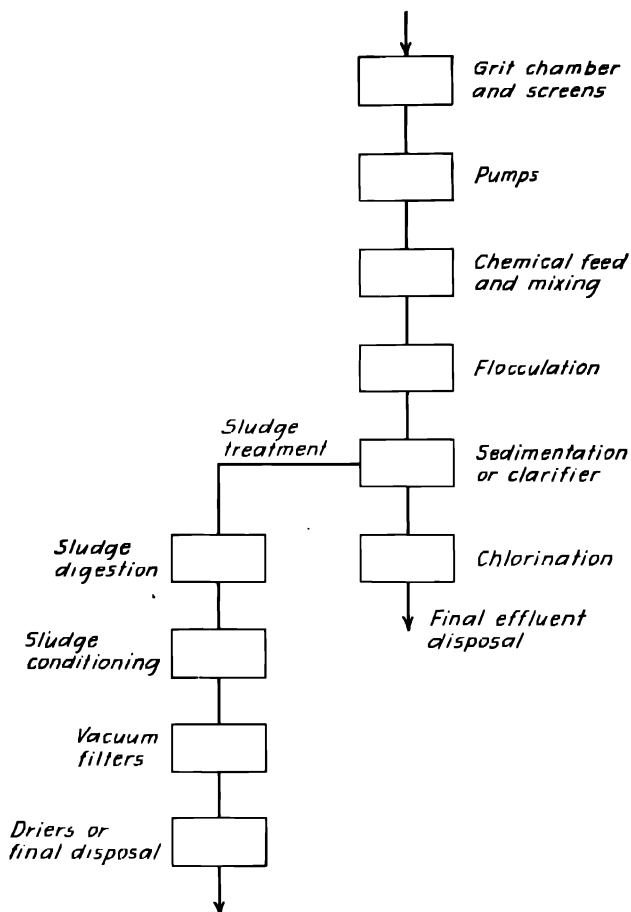 Grit chamber
and screens
Pumps
Chemical feed
and mixing
Flocculation
Sludge
treatment
Sedimentation
or clarifier
Sludge
digestion
Chlorination
Final effluent
disposal
Sludge
conditioning
Vacuum
filters
Driers or
final disposal